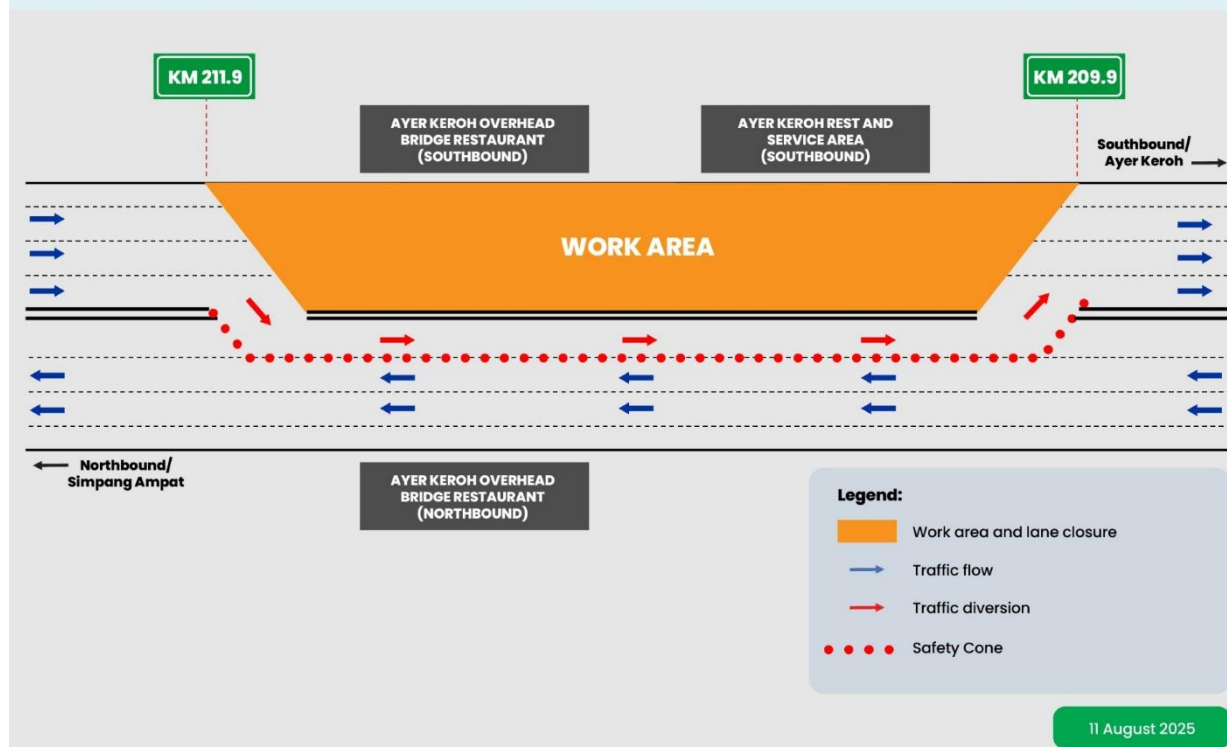 KM 211.9
KM 209.9
AYER KEROH OVERHEAD
BRIDGE RESTAURANT
(SOUTHBOUND)
AYER KEROH REST AND
SERVICE AREA
(SOUTHBOUND)
Southbound/
Ayer Keroh
WORK AREA
Northbound/
Simpang Ampat
AYER KEROH OVERHEAD
BRIDGE RESTAURANT
(NORTHBOUND)
Legend:
Work area and lane closure
Traffic flow
Traffic diversion
Safety Cone
11 August 2025